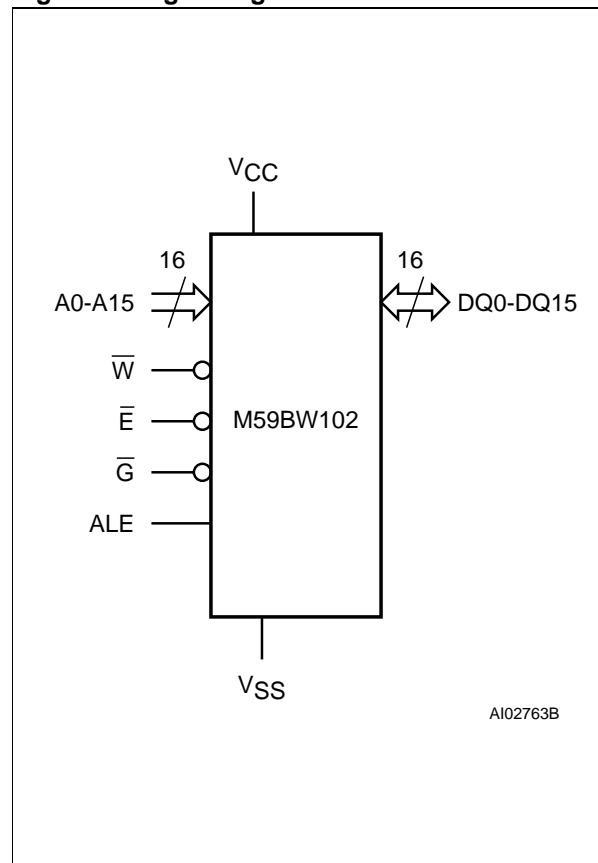 VCC
16
16
A0-A15
DQ0-DQ15
W̅
E̅
M59BW102
G̅
ALE
VSS
AI02763B